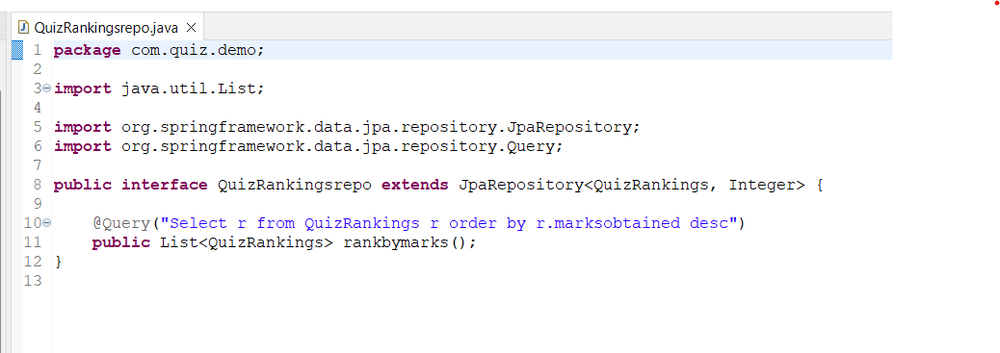 QuizRankingsrepo.java
1 package com.quiz.demo;
2
3 import java.util.List;
4
5 import org.springframework.data.jpa.repository.JpaRepository;
6 import org.springframework.data.jpa.repository.Query;
7
8 public interface QuizRankingsrepo extends JpaRepository<QuizRankings, Integer> {
9
10 @Query("Select r from QuizRankings r order by r.marksobtained desc")
11 public List<QuizRankings> rankbymarks();
12 }
13